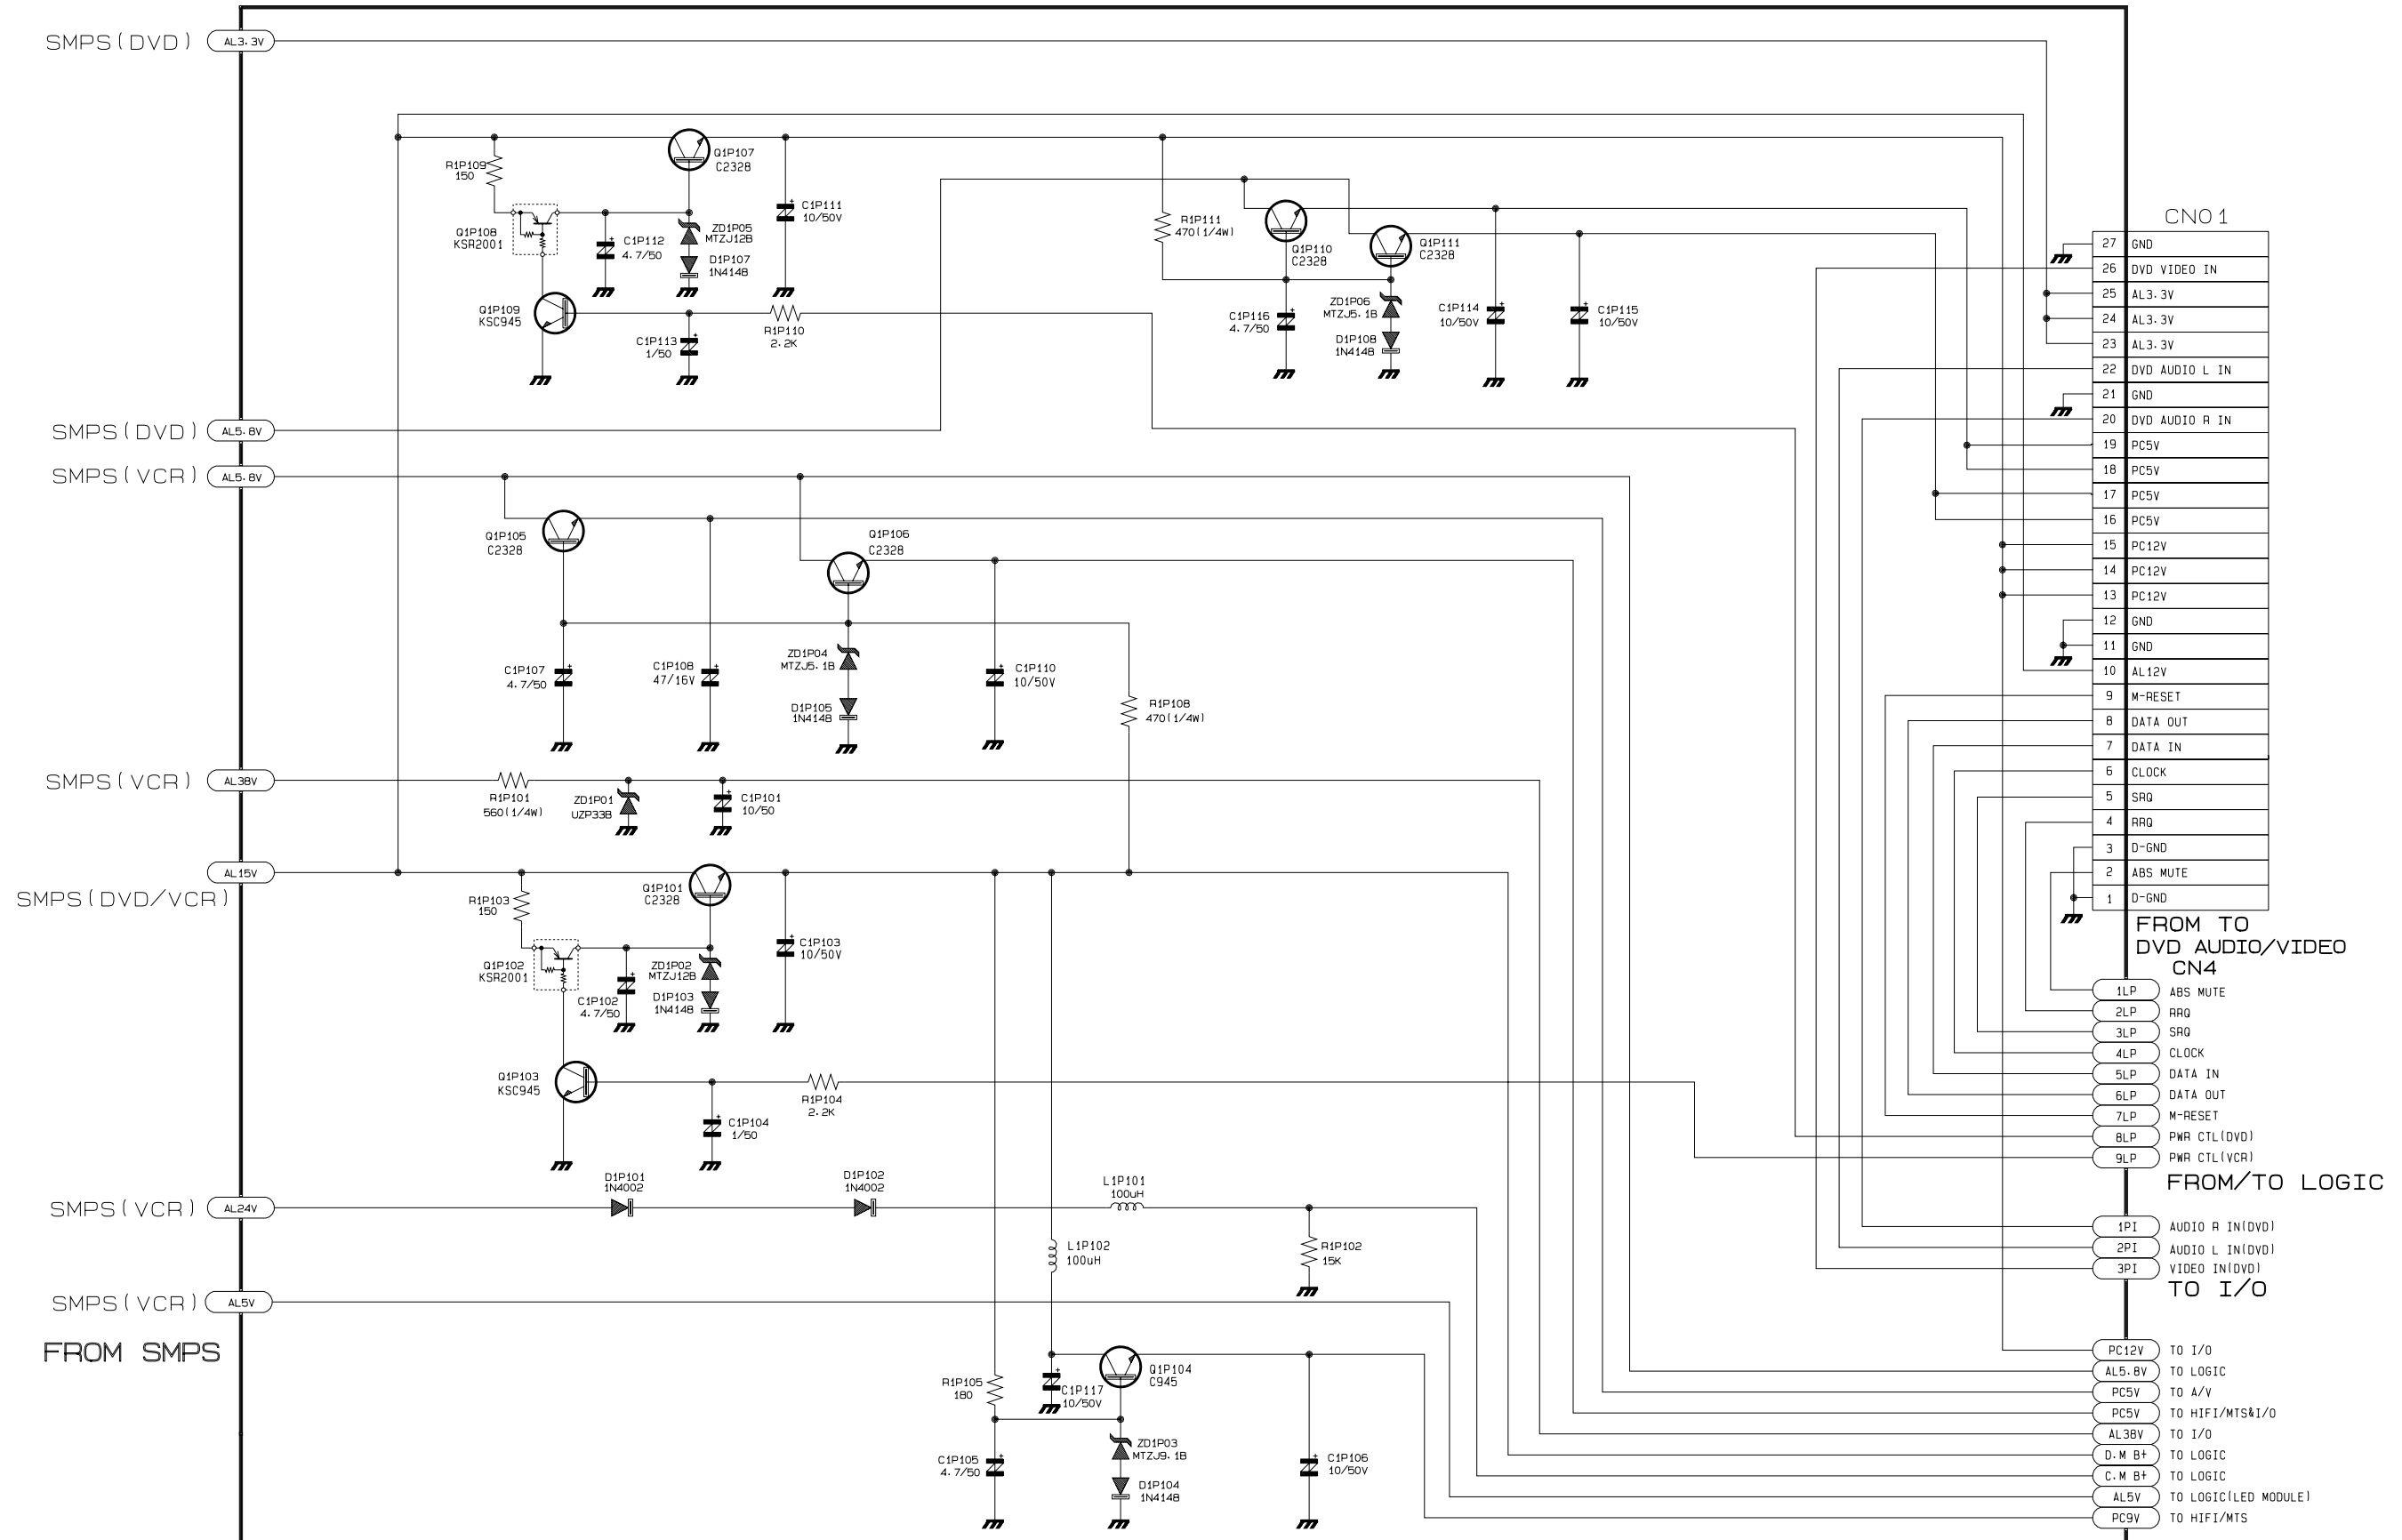 SMPS(DVD)
AL3.3V
R1P109
150
Q1P107
C2328
Q1P108
KSR2001
C1P112
4.7/50
ZD1P05
MTZJ12B
D1P107
1N4148
C1P111
10/50V
Q1P109
KSC945
C1P113
1/50
R1P110
2.2K
R1P111
470(1/4W)
Q1P110
C2328
Q1P111
C2328
C1P116
4.7/50
ZD1P06
MTZJ5.1B
D1P108
1N4148
C1P114
10/50V
C1P115
10/50V
SMPS(DVD)
AL5.8V
SMPS(VCR)
AL5.8V
Q1P105
C2328
Q1P106
C2328
C1P107
4.7/50
C1P108
47/16V
ZD1P04
MTZJ5.1B
D1P105
1N4148
C1P110
10/50V
R1P108
470(1/4W)
SMPS(VCR)
AL38V
R1P101
560(1/4W)
ZD1P01
UZP33B
C1P101
10/50
AL15V
SMPS(DVD/VCR)
R1P103
150
Q1P101
C2328
Q1P102
KSR2001
C1P102
4.7/50
ZD1P02
MTZJ12B
D1P103
1N4148
C1P103
10/50V
Q1P103
KSC945
C1P104
1/50
R1P104
2.2K
SMPS(VCR)
AL24V
D1P101
1N4002
D1P102
1N4002
L1P101
100uH
L1P102
100uH
R1P102
15K
SMPS(VCR)
AL5V
FROM SMPS
R1P105
180
C1P117
10/50V
Q1P104
C945
C1P105
4.7/50
ZD1P03
MTZJ9.1B
D1P104
1N4148
C1P106
10/50V
CN01
27 GND
26 DVD VIDEO IN
25 AL3.3V
24 AL3.3V
23 AL3.3V
22 DVD AUDIO L IN
21 GND
20 DVD AUDIO R IN
19 PC5V
18 PC5V
17 PC5V
16 PC5V
15 PC12V
14 PC12V
13 PC12V
12 GND
11 GND
10 AL12V
9 M-RESET
8 DATA OUT
7 DATA IN
6 CLOCK
5 SRQ
4 RRQ
3 D-GND
2 ABS MUTE
1 D-GND
FROM TO
DVD AUDIO/VIDEO
CN4
1LP ABS MUTE
2LP RRQ
3LP SRQ
4LP CLOCK
5LP DATA IN
6LP DATA OUT
7LP M-RESET
8LP PWR CTL(DVD)
9LP PWR CTL(VCR)
FROM/TO LOGIC
1PI AUDIO R IN(DVD)
2PI AUDIO L IN(DVD)
3PI VIDEO IN(DVD)
TO I/O
PC12V TO I/O
AL5.8V TO LOGIC
PC5V TO A/V
PC5V TO HIFI/MTS&I/O
AL38V TO I/O
D.M B+ TO LOGIC
C.M B+ TO LOGIC
AL5V TO LOGIC(LED MODULE)
PC9V TO HIFI/MTS